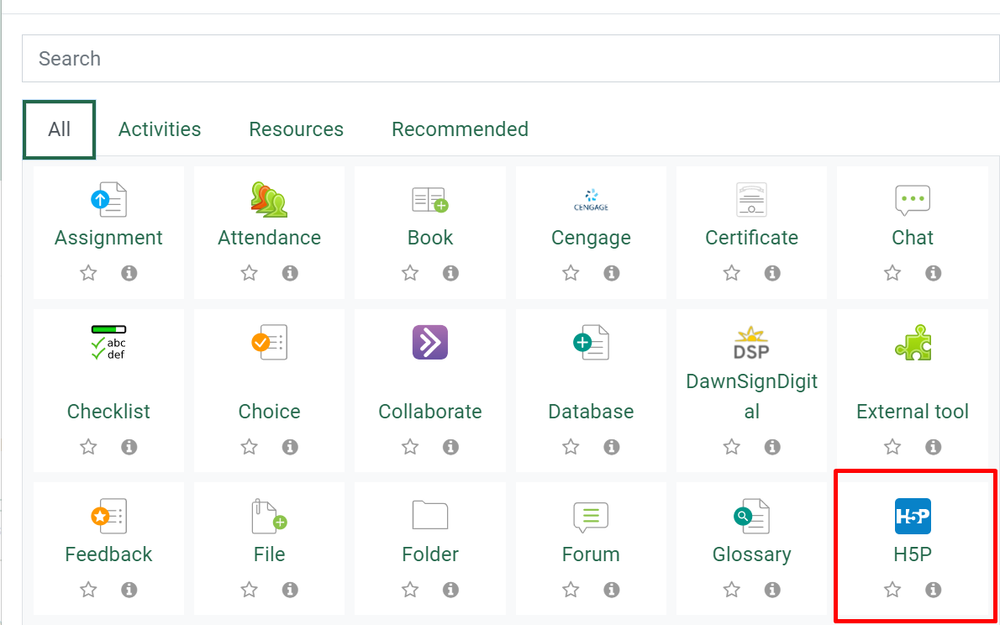 Search
All Activities Resources Recommended
CENGAGE
Assignment Attendance Book Cengage Certificate Chat
abc
def
DSP
DawnSignDigit
Checklist Choice Collaborate Database al External tool
H5P
Feedback File Folder Forum Glossary H5P